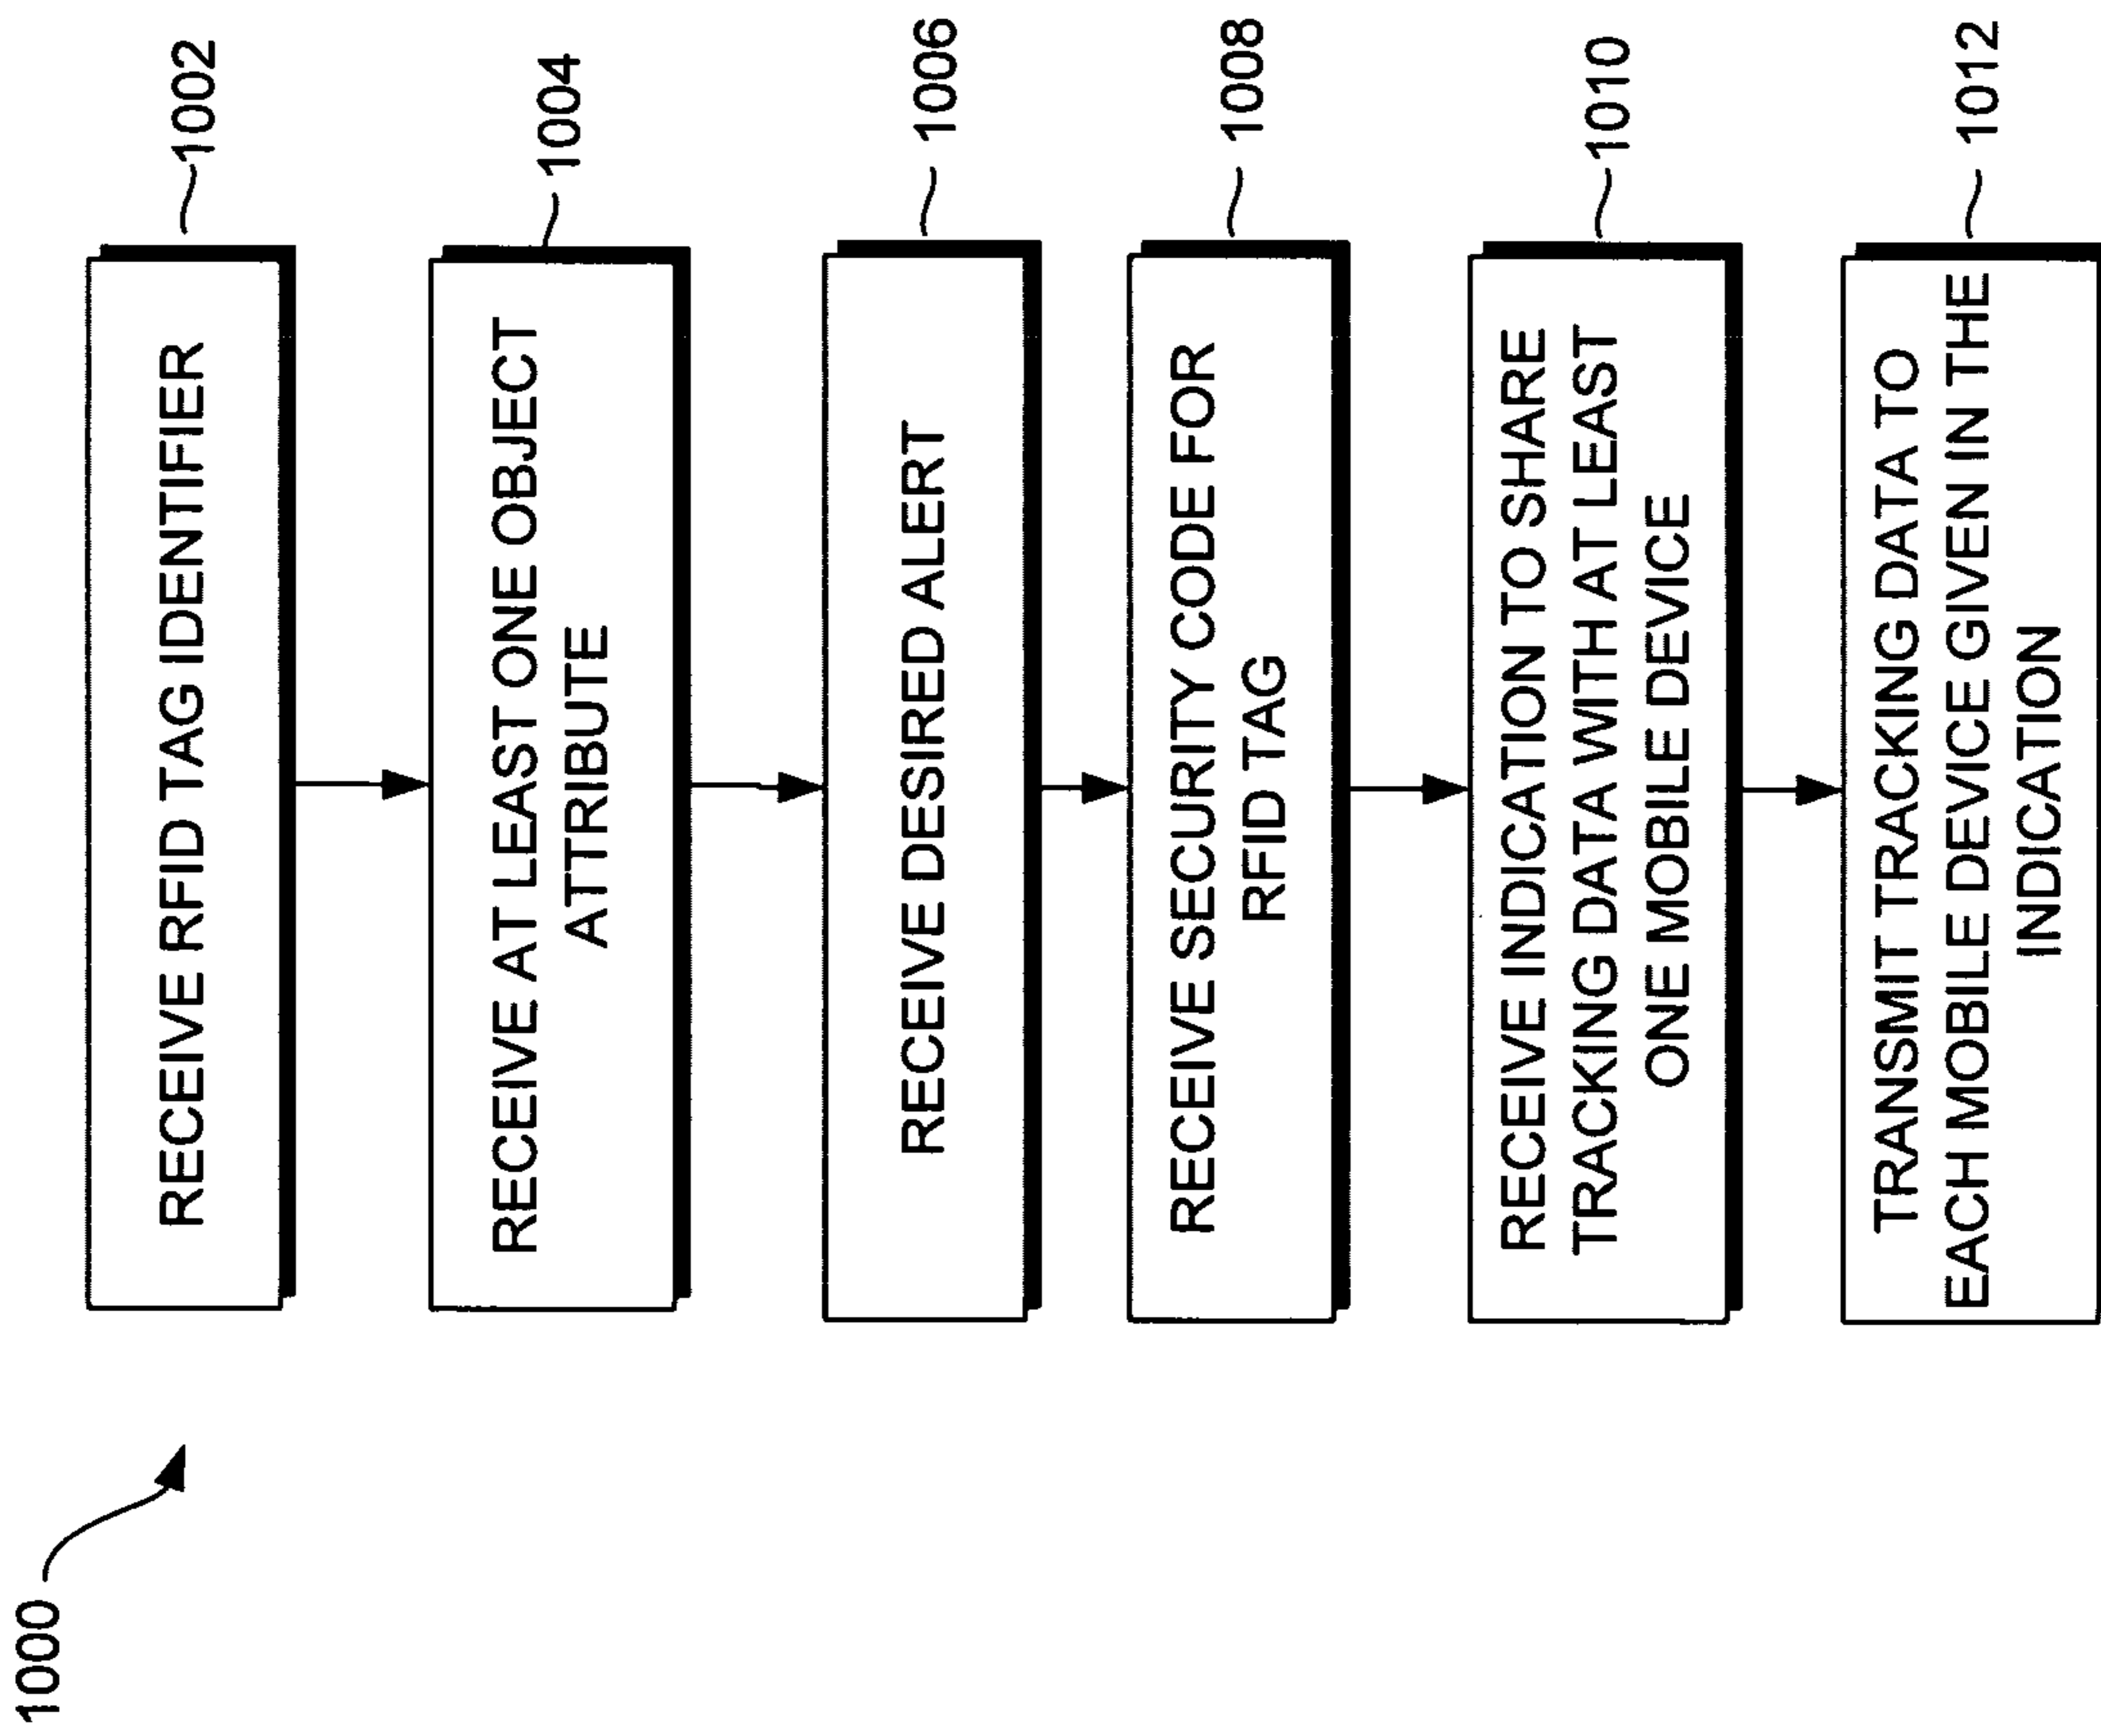 1000
RECEIVE RFID TAG IDENTIFIER
1002
RECEIVE AT LEAST ONE OBJECT
ATTRIBUTE
1004
RECEIVE DESIRED ALERT
1006
RECEIVE SECURITY CODE FOR
RFID TAG
1008
RECEIVE INDICATION TO SHARE
TRACKING DATA WITH AT LEAST
ONE MOBILE DEVICE
1010
TRANSMIT TRACKING DATA TO
EACH MOBILE DEVICE GIVEN IN THE
INDICATION
1012